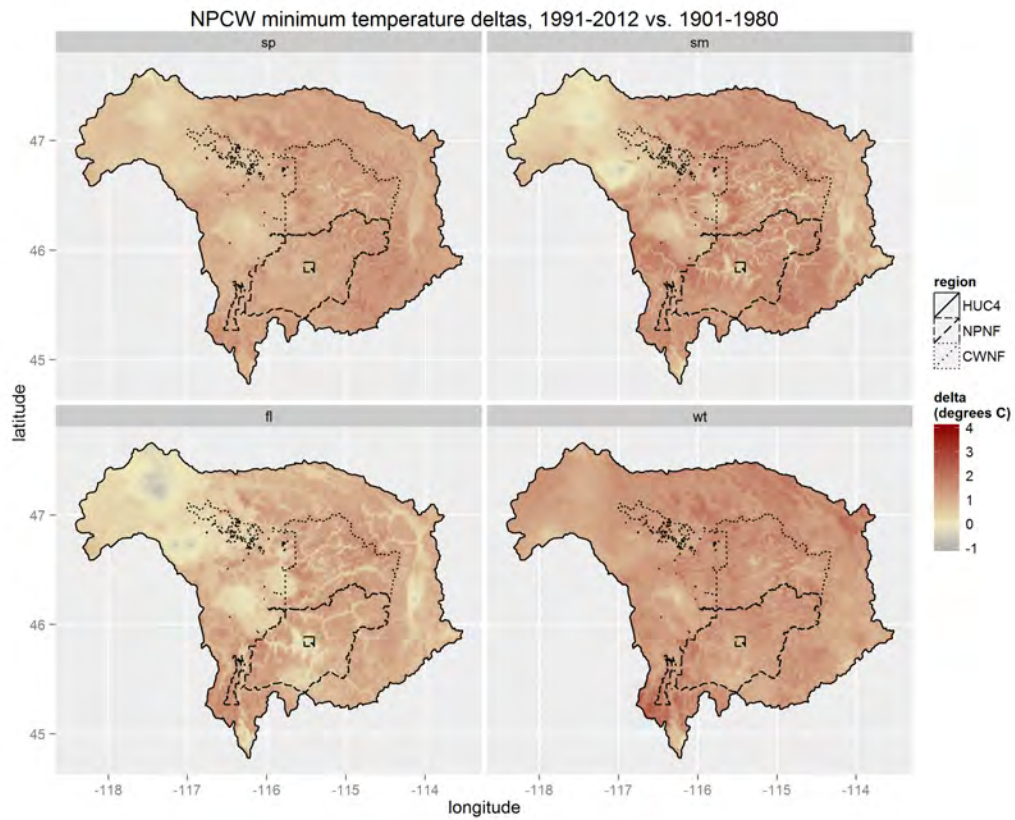 NPCW minimum temperature deltas, 1991-2012 vs. 1901-1980
sp
sm
47
46
45
fl
wt
47
46
45
-118
-117
-116
-115
-114
-118
-117
-116
-115
-114
latitude
longitude
region
HUC4
NPNF
CWNF
delta
(degrees C)
4
3
2
1
0
-1